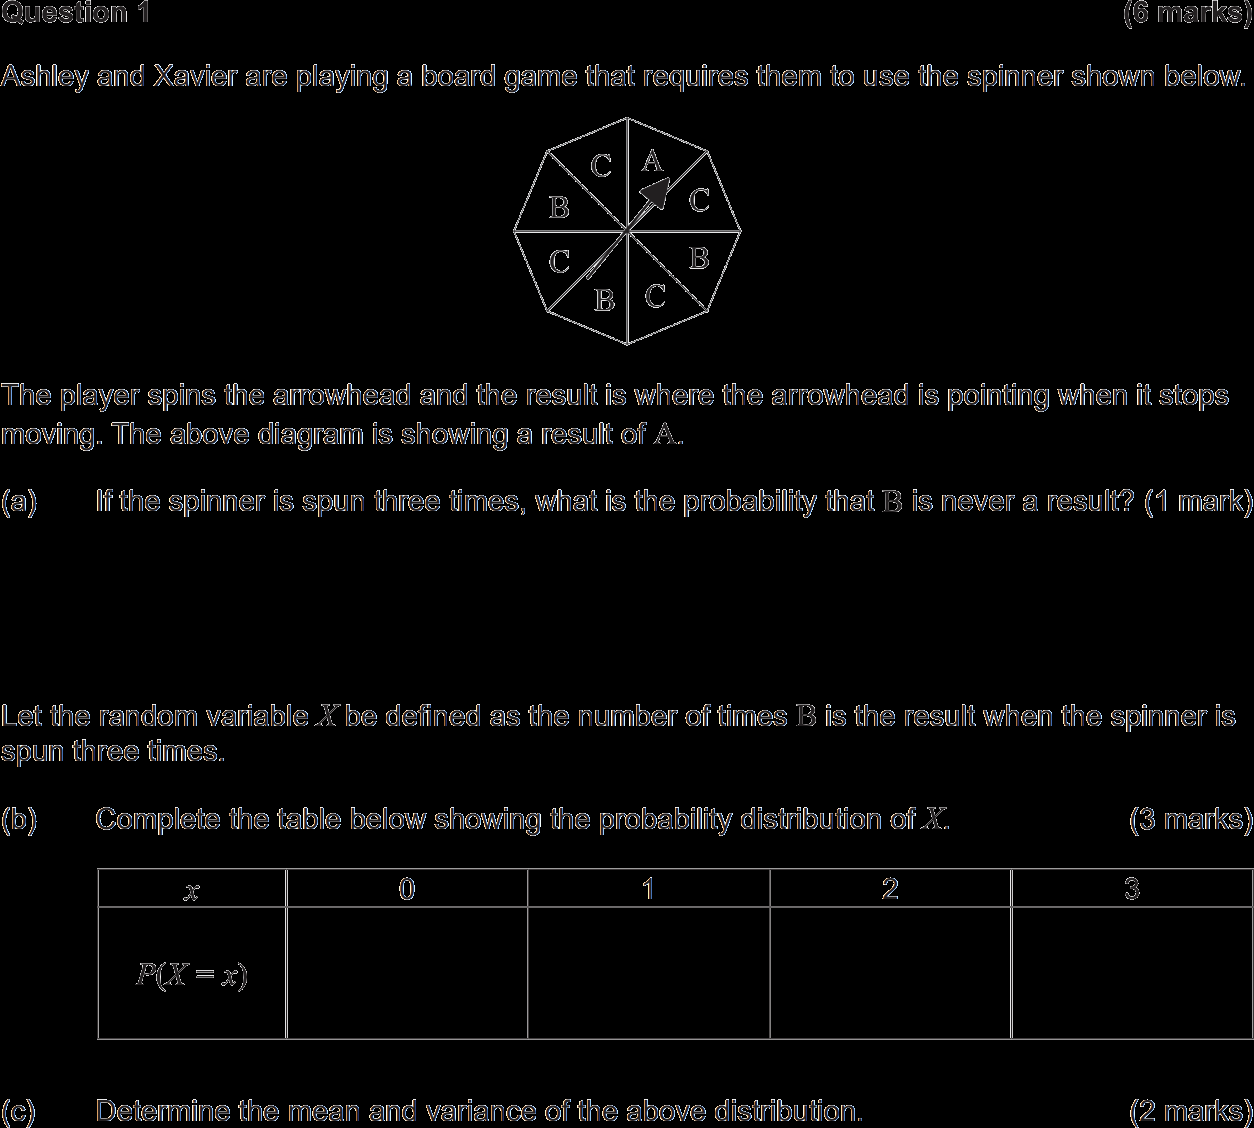 Question 1 (6 marks)
Ashley and Xavier are playing a board game that requires them to use the spinner shown below.
C A
B C
C B
B C
The player spins the arrowhead and the result is where the arrowhead is pointing when it stops
moving. The above diagram is showing a result of A.
(a) If the spinner is spun three times, what is the probability that B is never a result? (1 mark)
Let the random variable X be defined as the number of times B is the result when the spinner is
spun three times.
(b) Complete the table below showing the probability distribution of X. (3 marks)
x 0 1 2 3
P(X = x)
(c) Determine the mean and variance of the above distribution. (2 marks)